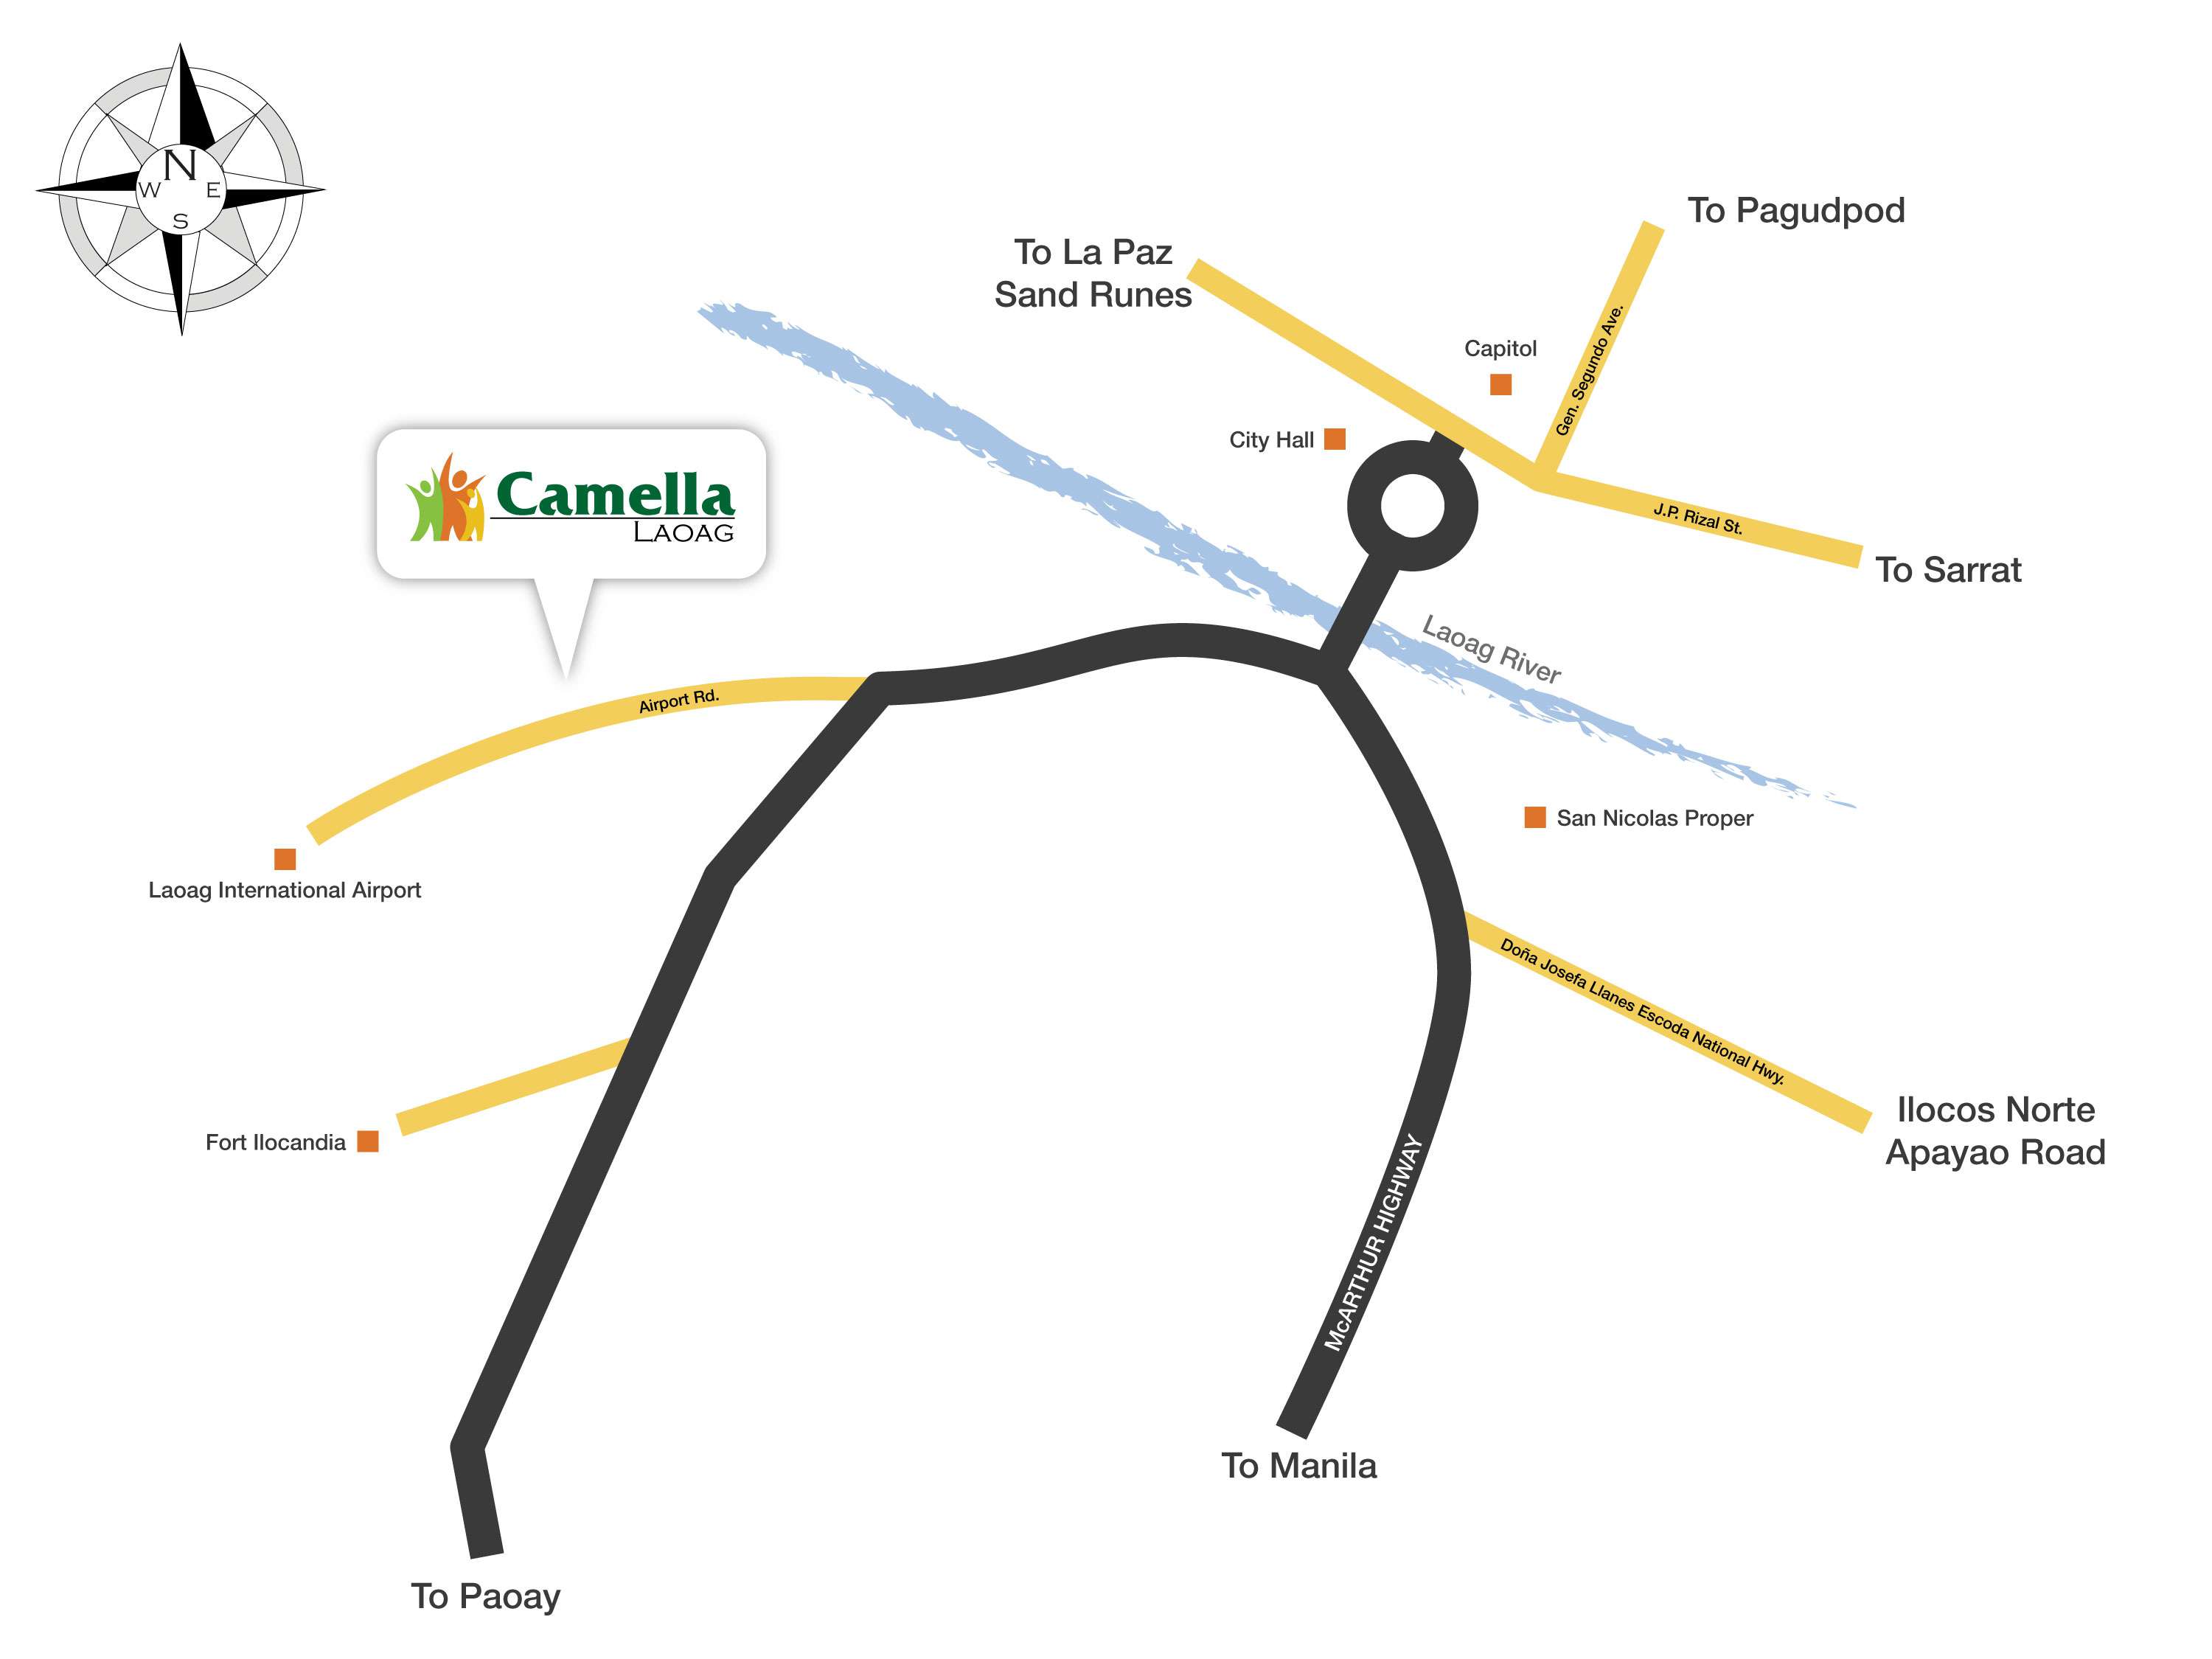 N
W E
S
To Pagudpod
To La Paz
Sand Runes
Gen. Segundo Ave.
Capitol
City Hall
Camella
LAOAG
J.P. Rizal St.
To Sarrat
Laoag River
Airport Rd.
San Nicolas Proper
Laoag International Airport
Doña Josefa Llanes Escoda National Hwy.
Ilocos Norte
Apayao Road
Fort Ilocandia
McARTHUR HIGHWAY
To Manila
To Paoay